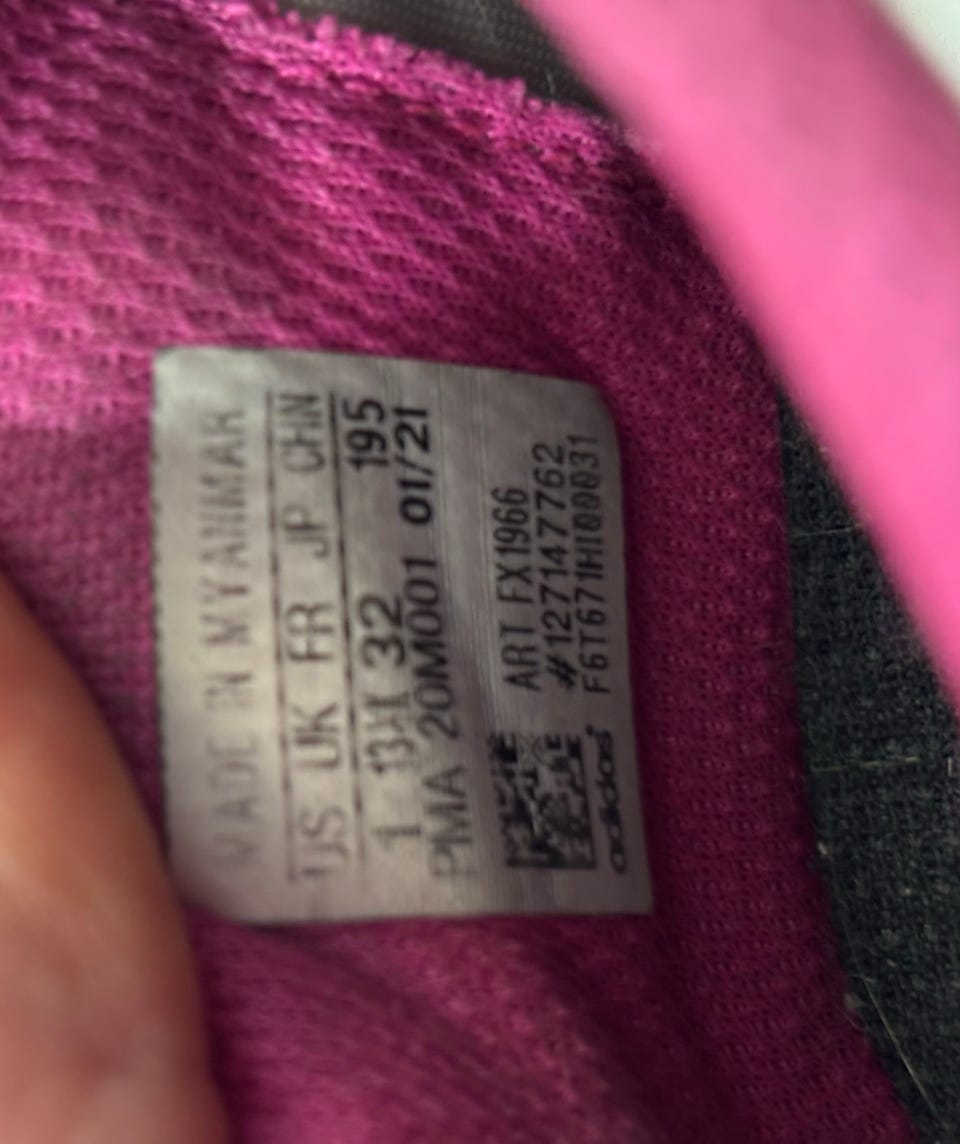 MADE IN MYANMAR
US UK FR JP CHN
1 13½ 32 195
PMA 20M001 01/21
ART FX1966
#127147762
F6T671HI00031
adidas